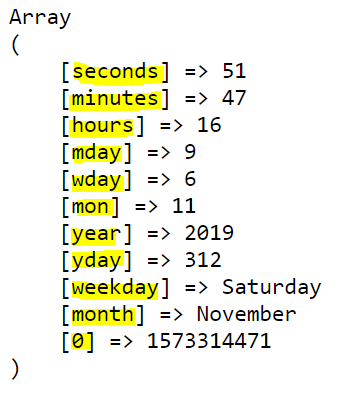 Array
(
[seconds] => 51
[minutes] => 47
[hours] => 16
[mday] => 9
[wday] => 6
[mon] => 11
[year] => 2019
[yday] => 312
[weekday] => Saturday
[month] => November
[0] => 1573314471
)